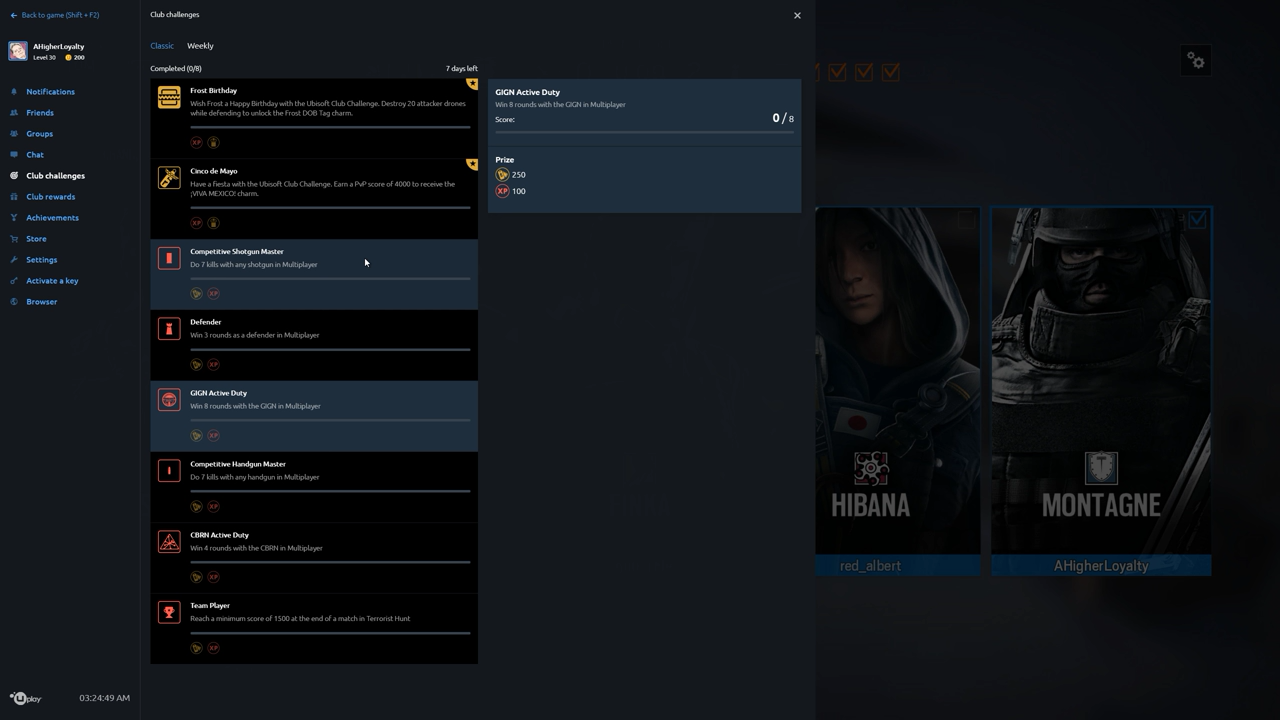 Back to game (Shift + F2)
AHigherLoyalty
Level 30
200
Notifications
Friends
Groups
Chat
Club challenges
Club rewards
Achievements
Store
Settings
Activate a key
Browser
uplay
03:24:49 AM
Club challenges
Classic
Weekly
Completed (0/8)
7 days left
Frost Birthday
Wish Frost a Happy Birthday with the Ubisoft Club Challenge. Destroy 20 attacker drones
while defending to unlock the Frost DOB Tag charm.
XP
Cinco de Mayo
Have a fiesta with the Ubisoft Club Challenge. Earn a PvP score of 4000 to receive the
¡VIVA MEXICO! charm.
XP
Competitive Shotgun Master
Do 7 kills with any shotgun in Multiplayer
XP
Defender
Win 3 rounds as a defender in Multiplayer
XP
GIGN Active Duty
Win 8 rounds with the GIGN in Multiplayer
XP
Competitive Handgun Master
Do 7 kills with any handgun in Multiplayer
XP
CBRN Active Duty
Win 4 rounds with the CBRN in Multiplayer
XP
Team Player
Reach a minimum score of 1500 at the end of a match in Terrorist Hunt
XP
GIGN Active Duty
Win 8 rounds with the GIGN in Multiplayer
Score:
0 / 8
Prize
250
XP 100
HIBANA
red_albert
MONTAGNE
AHigherLoyalty